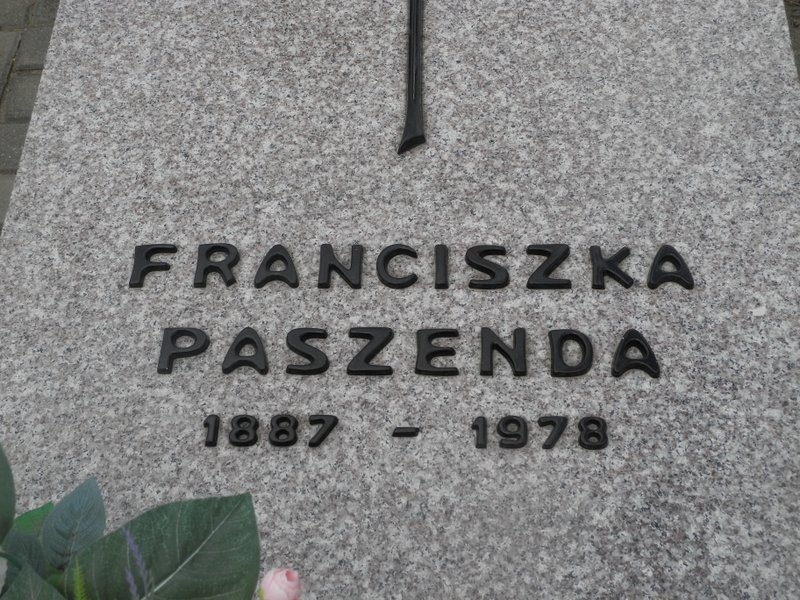 FRANCISZKA
PASZENDA
1887 - 1978